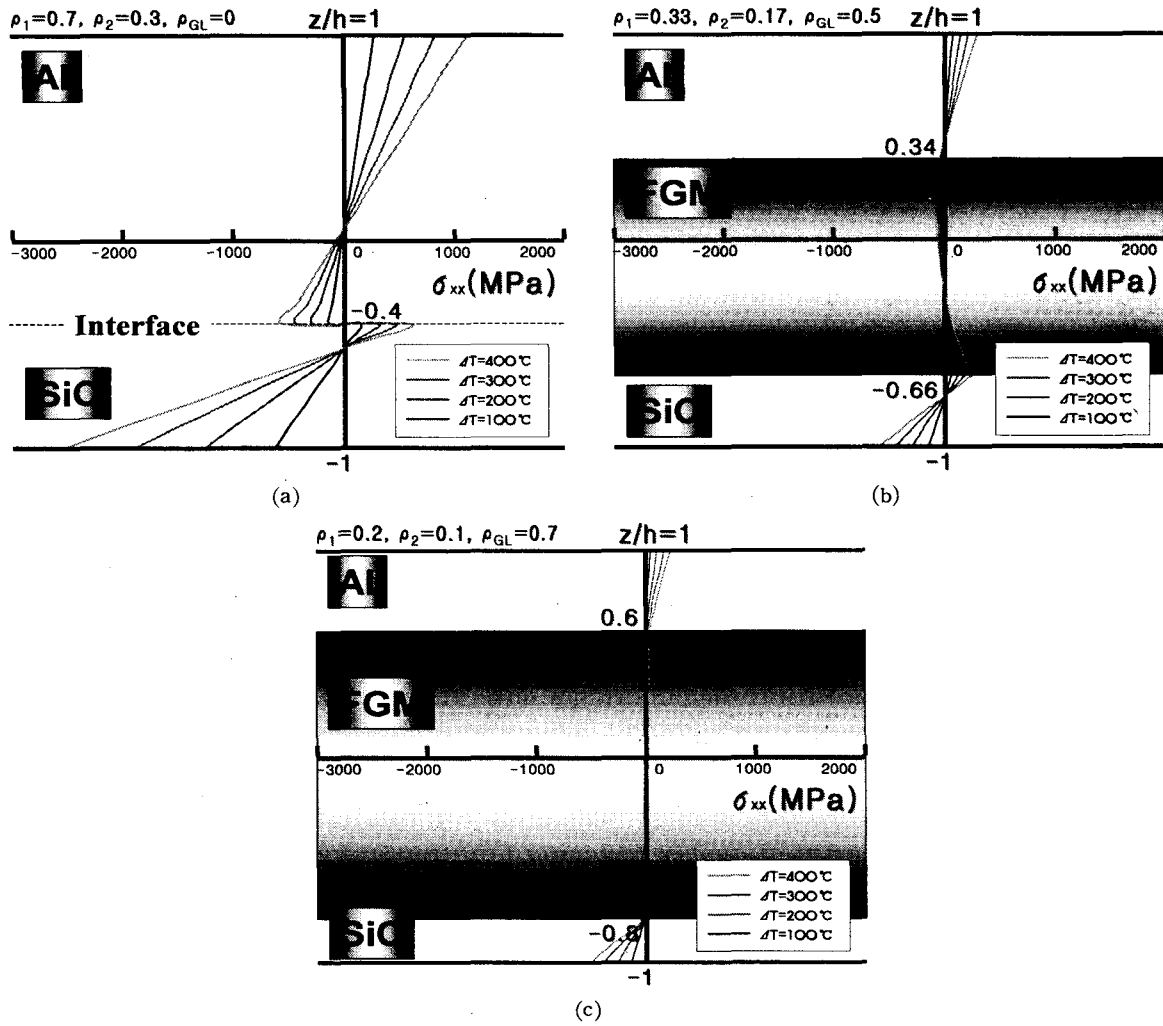 ρ₁=0.7, ρ₂=0.3, ρGL=0 z/h=1
Al
-3000 -2000 -1000 0 1000 2000
σxx(MPa)
-0.4
Interface
SiC
ΔT=400℃
ΔT=300℃
ΔT=200℃
ΔT=100℃
-1
(a)
ρ₁=0.33, ρ₂=0.17, ρGL=0.5 z/h=1
Al
0.34
FGM
-3000 -2000 -1000 0 1000 2000
σxx(MPa)
ΔT=400℃
ΔT=300℃
ΔT=200℃
ΔT=100℃
-0.66
SiC
-1
(b)
ρ₁=0.2, ρ₂=0.1, ρGL=0.7 z/h=1
Al
0.6
FGM
-3000 -2000 -1000 0 1000 2000
σxx(MPa)
ΔT=400℃
ΔT=300℃
ΔT=200℃
ΔT=100℃
-0.8
SiC
-1
(c)